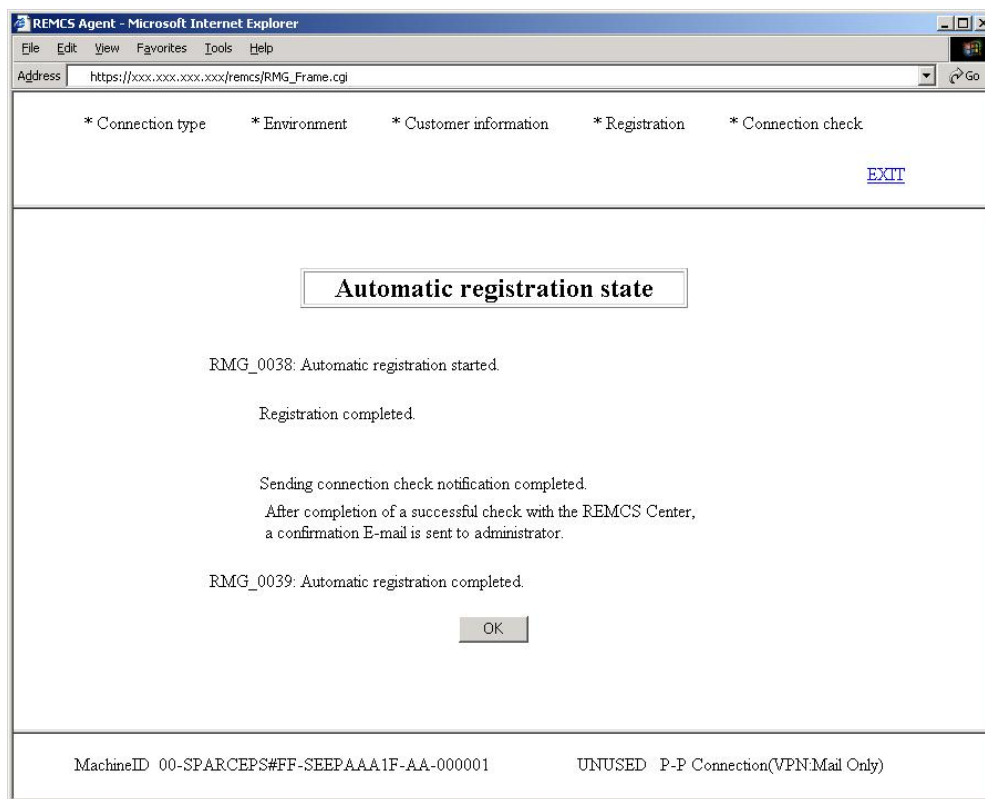 REMCS Agent - Microsoft Internet Explorer
File Edit View Favorites Tools Help
Address https://xxx.xxx.xxx.xxx/remcs/RMG_Frame.cgi Go
* Connection type * Environment * Customer information * Registration * Connection check
EXIT
Automatic registration state
RMG_0038: Automatic registration started.
Registration completed.
Sending connection check notification completed.
After completion of a successful check with the REMCS Center,
a confirmation E-mail is sent to administrator.
RMG_0039: Automatic registration completed.
OK
MachineID 00-SPARCEPS#FF-SEEPAAA1F-AA-000001 UNUSED P-P Connection(VPN:Mail Only)